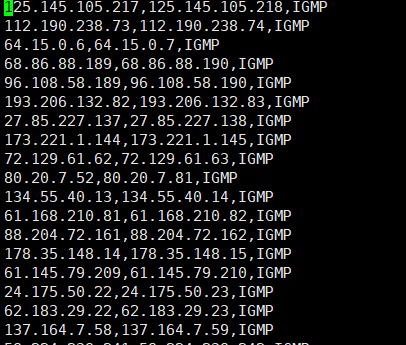 125.145.105.217,125.145.105.218,IGMP
112.190.238.73,112.190.238.74,IGMP
64.15.0.6,64.15.0.7,IGMP
68.86.88.189,68.86.88.190,IGMP
96.108.58.189,96.108.58.190,IGMP
193.206.132.82,193.206.132.83,IGMP
27.85.227.137,27.85.227.138,IGMP
173.221.1.144,173.221.1.145,IGMP
72.129.61.62,72.129.61.63,IGMP
80.20.7.52,80.20.7.81,IGMP
134.55.40.13,134.55.40.14,IGMP
61.168.210.81,61.168.210.82,IGMP
88.204.72.161,88.204.72.162,IGMP
178.35.148.14,178.35.148.15,IGMP
61.145.79.209,61.145.79.210,IGMP
24.175.50.22,24.175.50.23,IGMP
62.183.29.22,62.183.29.23,IGMP
137.164.7.58,137.164.7.59,IGMP